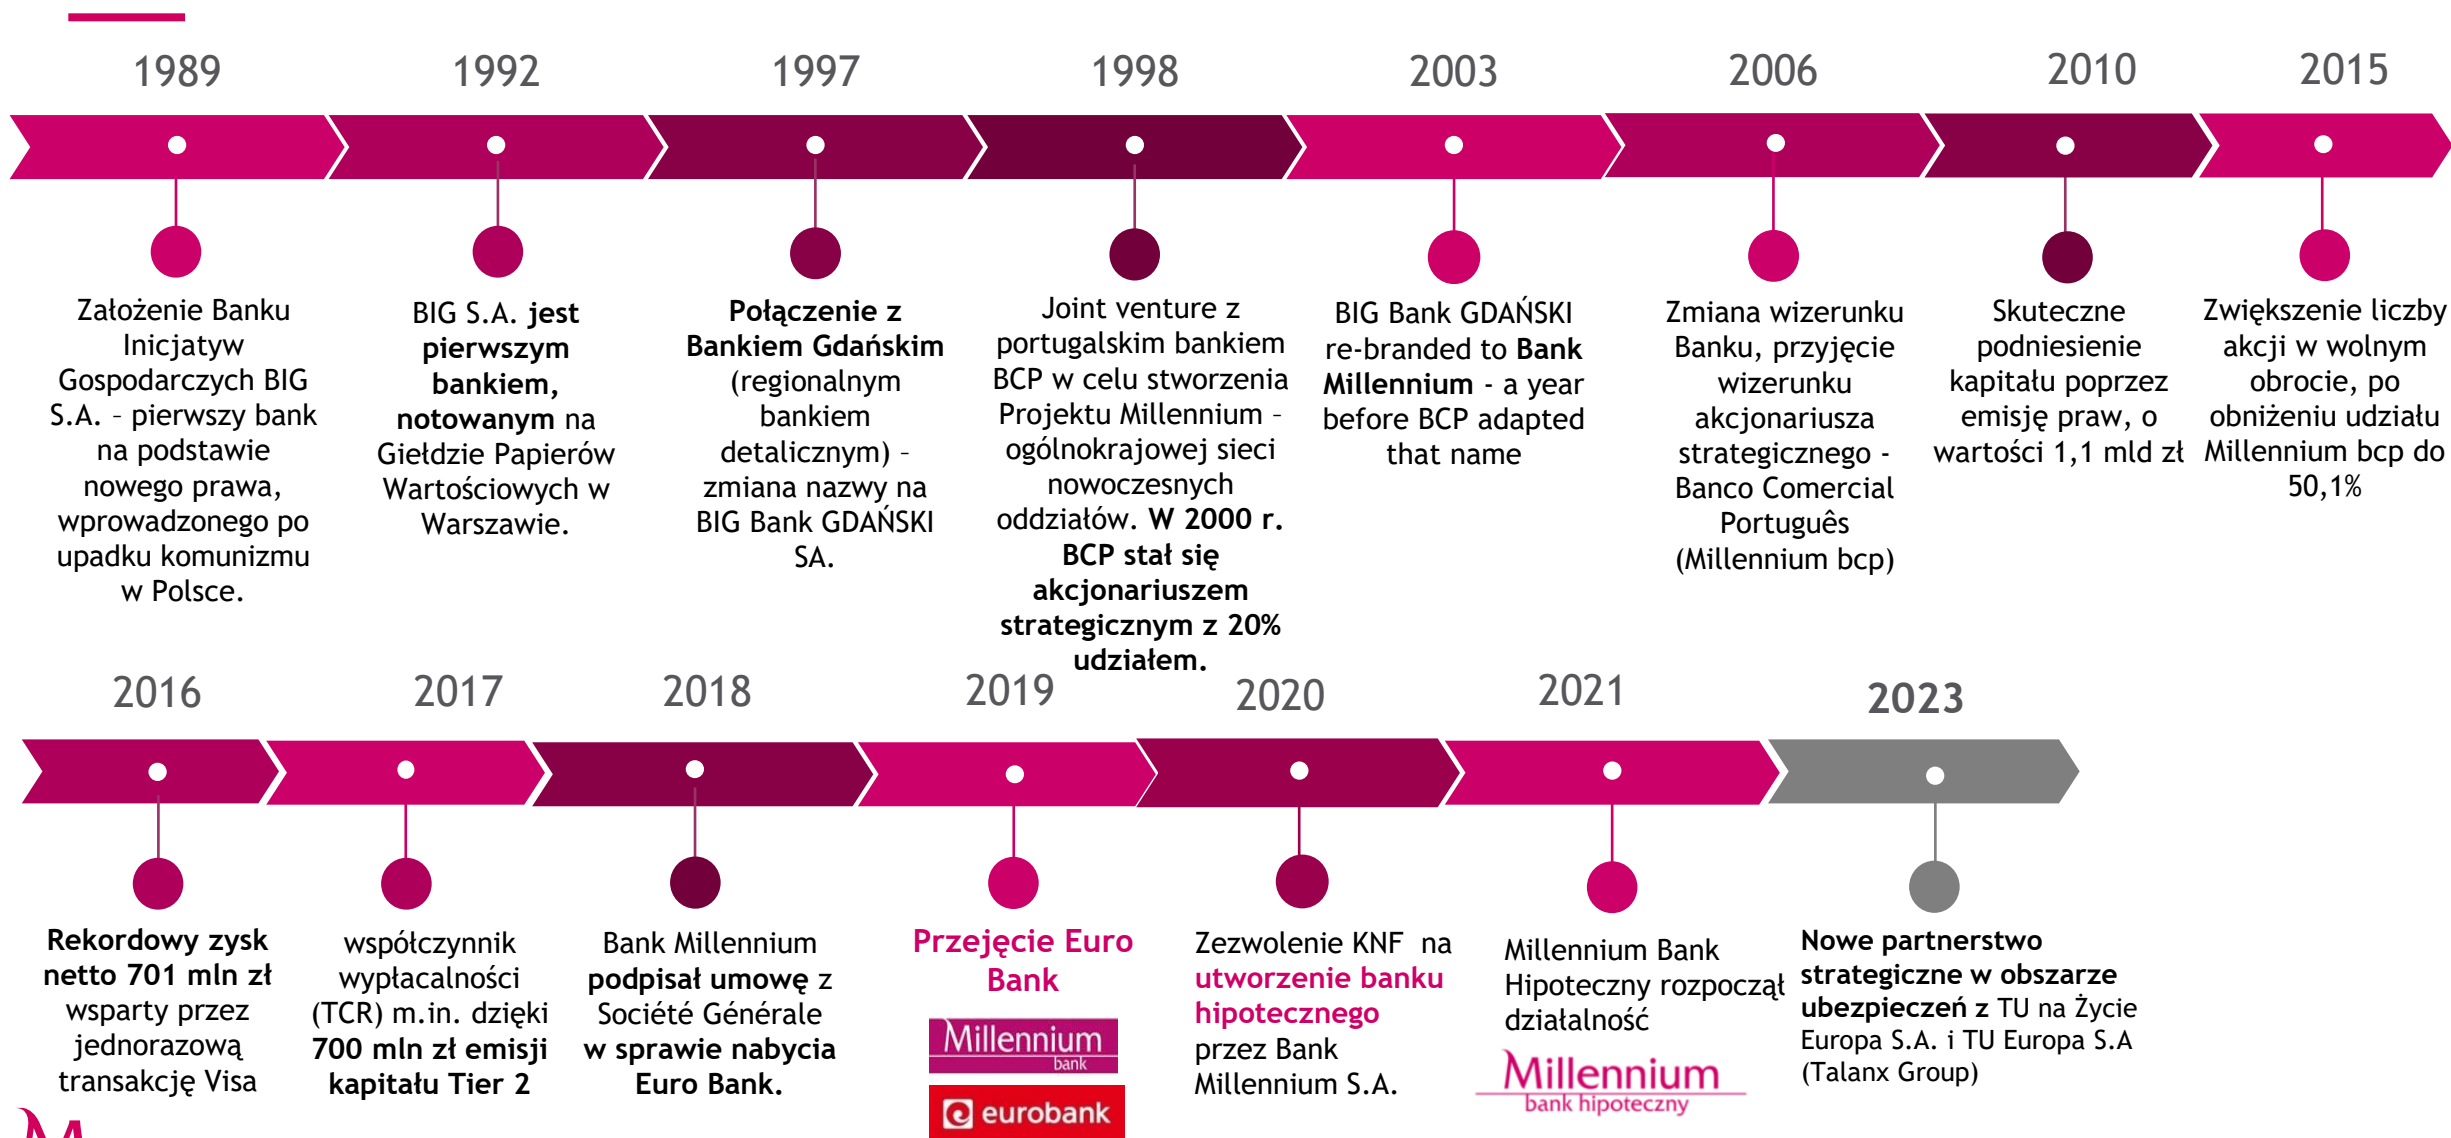 1989
Założenie Banku
Inicjatyw
Gospodarczych BIG
S.A. – pierwszy bank
na podstawie
nowego prawa,
wprowadzonego po
upadku komunizmu
w Polsce.
1992
BIG S.A. jest
pierwszym
bankiem,
notowanym na
Giełdzie Papierów
Wartościowych w
Warszawie.
1997
Połączenie z
Bankiem Gdańskim
(regionalnym
bankiem
detalicznym) –
zmiana nazwy na
BIG Bank GDAŃSKI
SA.
1998
Joint venture z
portugalskim bankiem
BCP w celu stworzenia
Projektu Millennium –
ogólnokrajowej sieci
nowoczesnych
oddziałów. W 2000 r.
BCP stał się
akcjonariuszem
strategicznym z 20%
udziałem.
2003
BIG Bank GDAŃSKI
re-branded to Bank
Millennium - a year
before BCP adapted
that name
2006
Zmiana wizerunku
Banku, przyjęcie
wizerunku
akcjonariusza
strategicznego -
Banco Comercial
Português
(Millennium bcp)
2010
Skuteczne
podniesienie
kapitału poprzez
emisję praw, o
wartości 1,1 mld zł
2015
Zwiększenie liczby
akcji w wolnym
obrocie, po
obniżeniu udziału
Millennium bcp do
50,1%
2016
Rekordowy zysk
netto 701 mln zł
wsparty przez
jednorazową
transakcję Visa
2017
współczynnik
wypłacalności
(TCR) m.in. dzięki
700 mln zł emisji
kapitału Tier 2
2018
Bank Millennium
podpisał umowę z
Société Générale
w sprawie nabycia
Euro Bank.
2019
Przejęcie Euro
Bank
Millennium
bank
eurobank
2020
Zezwolenie KNF na
utworzenie banku
hipotecznego
przez Bank
Millennium S.A.
2021
Millennium Bank
Hipoteczny rozpoczął
działalność
Millennium
bank hipoteczny
2023
Nowe partnerstwo
strategiczne w obszarze
ubezpieczeń z TU na Życie
Europa S.A. i TU Europa S.A
(Talanx Group)